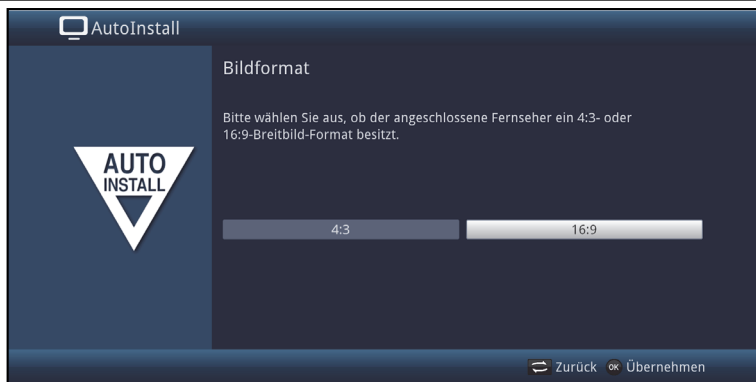 AutoInstall
Bildformat
Bitte wählen Sie aus, ob der angeschlossene Fernseher ein 4:3- oder
16:9-Breitbild-Format besitzt.
AUTO
INSTALL
4:3 16:9
Zurück OK Übernehmen